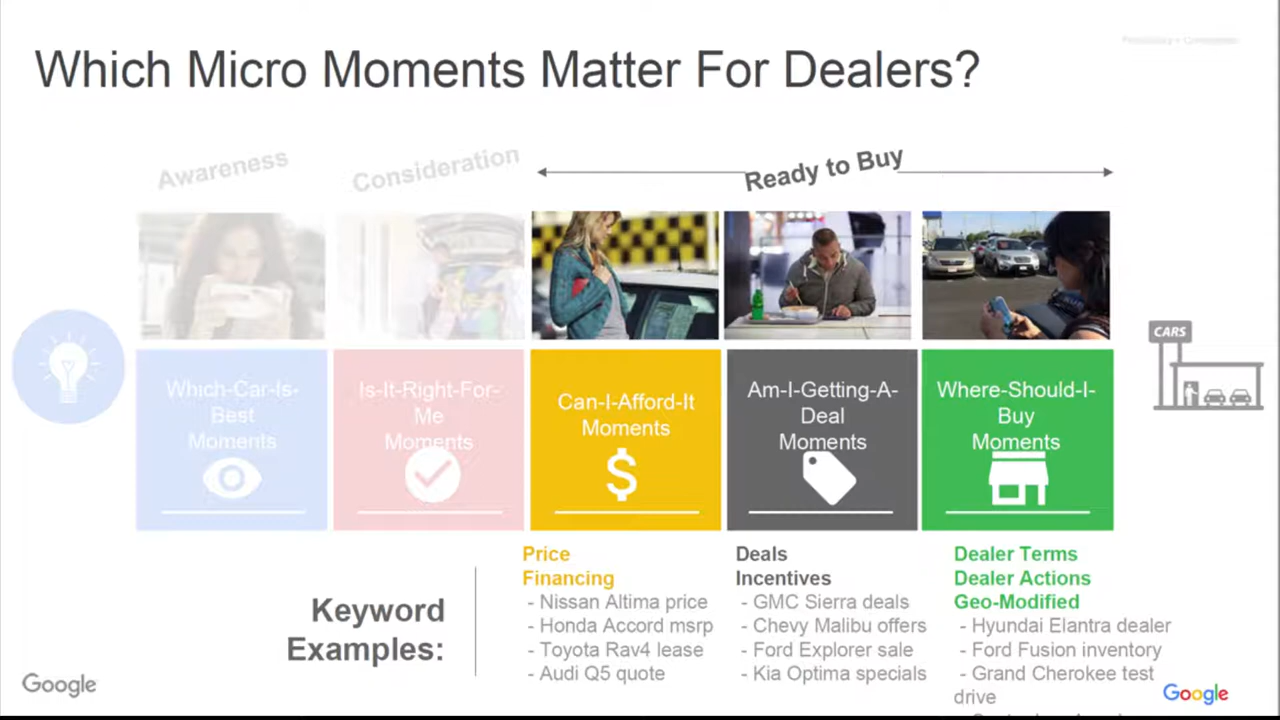 Which Micro Moments Matter For Dealers?
Awareness
Consideration
Ready to Buy
CARS
Which-Car-Is-
Best
Moments
Is-It-Right-For-
Me
Moments
Can-I-Afford-It
Moments
Am-I-Getting-A-
Deal
Moments
Where-Should-I-
Buy
Moments
Keyword
Examples:
Price
Financing
- Nissan Altima price
- Honda Accord msrp
- Toyota Rav4 lease
- Audi Q5 quote
Deals
Incentives
- GMC Sierra deals
- Chevy Malibu offers
- Ford Explorer sale
- Kia Optima specials
Dealer Terms
Dealer Actions
Geo-Modified
- Hyundai Elantra dealer
- Ford Fusion inventory
- Grand Cherokee test
drive
Google
Google